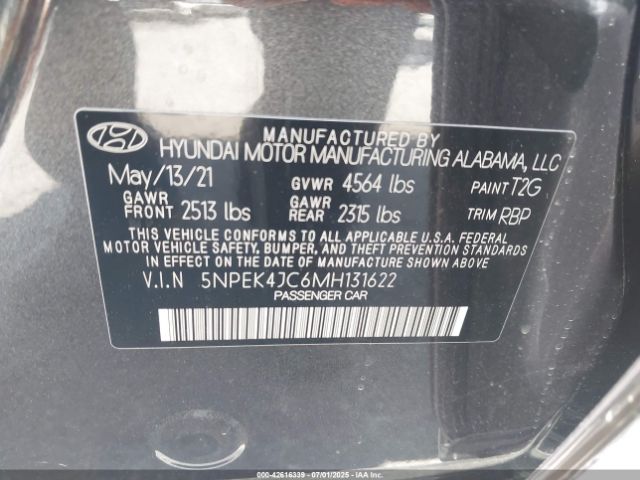 MANUFACTURED BY
HYUNDAI MOTOR MANUFACTURING ALABAMA, LLC
May/13/21 GVWR 4564 lbs PAINT T2G
GAWR FRONT 2513 lbs GAWR REAR 2315 lbs TRIM RBP
THIS VEHICLE CONFORMS TO ALL APPLICABLE U.S.A. FEDERAL
MOTOR VEHICLE SAFETY, BUMPER, AND THEFT PREVENTION STANDARDS
IN EFFECT ON THE DATE OF MANUFACTURE SHOWN ABOVE.
V.I.N 5NPEK4JC6MH131622
PASSENGER CAR
000-42616339 - 07/01/2025 - IAAI.COM